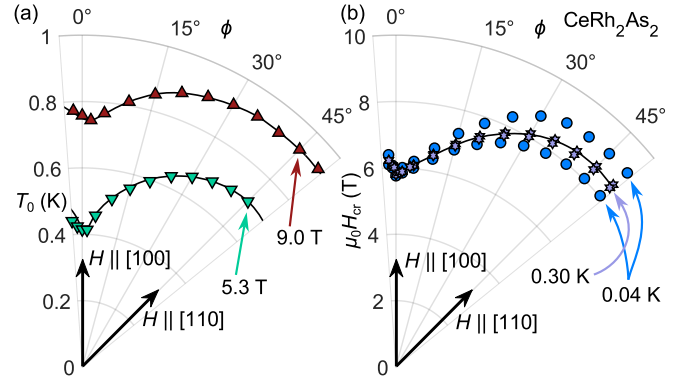 (a)
0°
15°
ϕ
30°
45°
1
0.8
0.6
T₀ (K)
0.4
0.2
0
9.0 T
5.3 T
H || [100]
H || [110]
(b)
0°
15°
ϕ
CeRh₂As₂
30°
45°
10
8
6
4
2
0
μ₀H_cr (T)
H || [100]
H || [110]
0.30 K
0.04 K